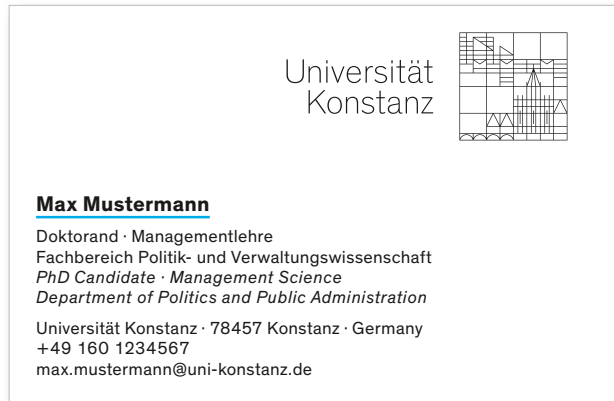 Universität
Konstanz
Max Mustermann
Doktorand · Managementlehre
Fachbereich Politik- und Verwaltungswissenschaft
PhD Candidate · Management Science
Department of Politics and Public Administration
Universität Konstanz · 78457 Konstanz · Germany
+49 160 1234567
max.mustermann@uni-konstanz.de